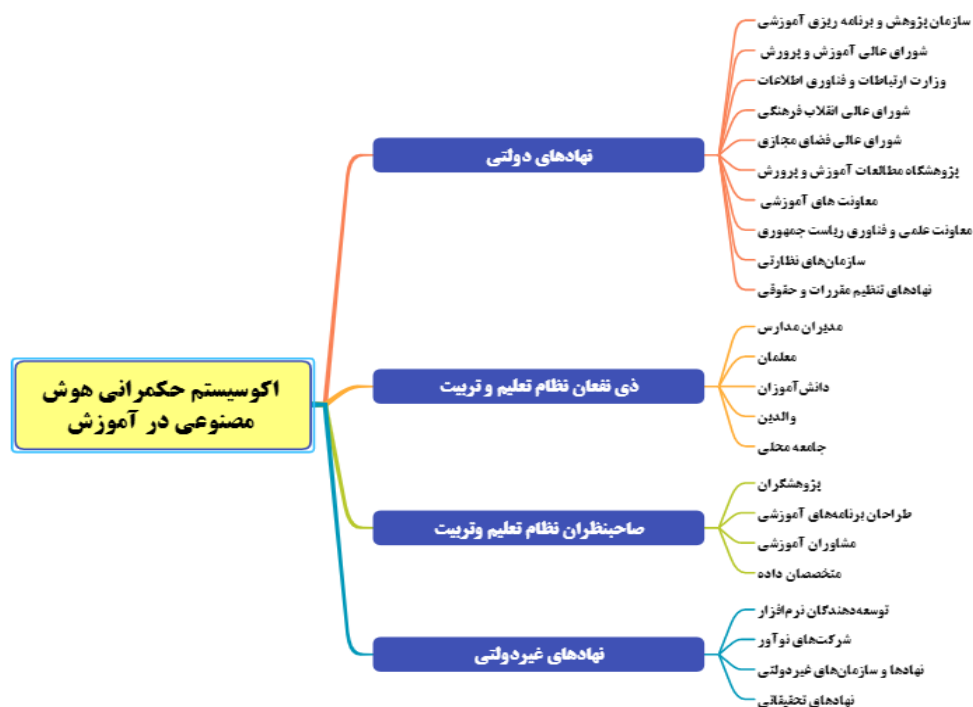 اکوسیستم حکمرانی هوش
مصنوعی در آموزش
نهادهای دولتی
سازمان پژوهش و برنامه ریزی آموزشی
شورای عالی آموزش و پرورش
وزارت ارتباطات و فناوری اطلاعات
شورای عالی انقلاب فرهنگی
شورای عالی فضای مجازی
پژوهشگاه مطالعات آموزش و پرورش
معاونت های آموزشی
معاونت علمی و فناوری ریاست جمهوری
سازمان‌های نظارتی
نهادهای تنظیم مقررات و حقوقی
ذی نفعان نظام تعلیم و تربیت
مدیران مدارس
معلمان
دانش‌آموزان
والدین
جامعه محلی
صاحبنظران نظام تعلیم وتربیت
پژوهشگران
طراحان برنامه‌های آموزشی
مشاوران آموزشی
متخصصان داده
نهادهای غیردولتی
توسعه‌دهندگان نرم‌افزار
شرکت‌های نوآور
نهادها و سازمان‌های غیردولتی
نهادهای تحقیقاتی